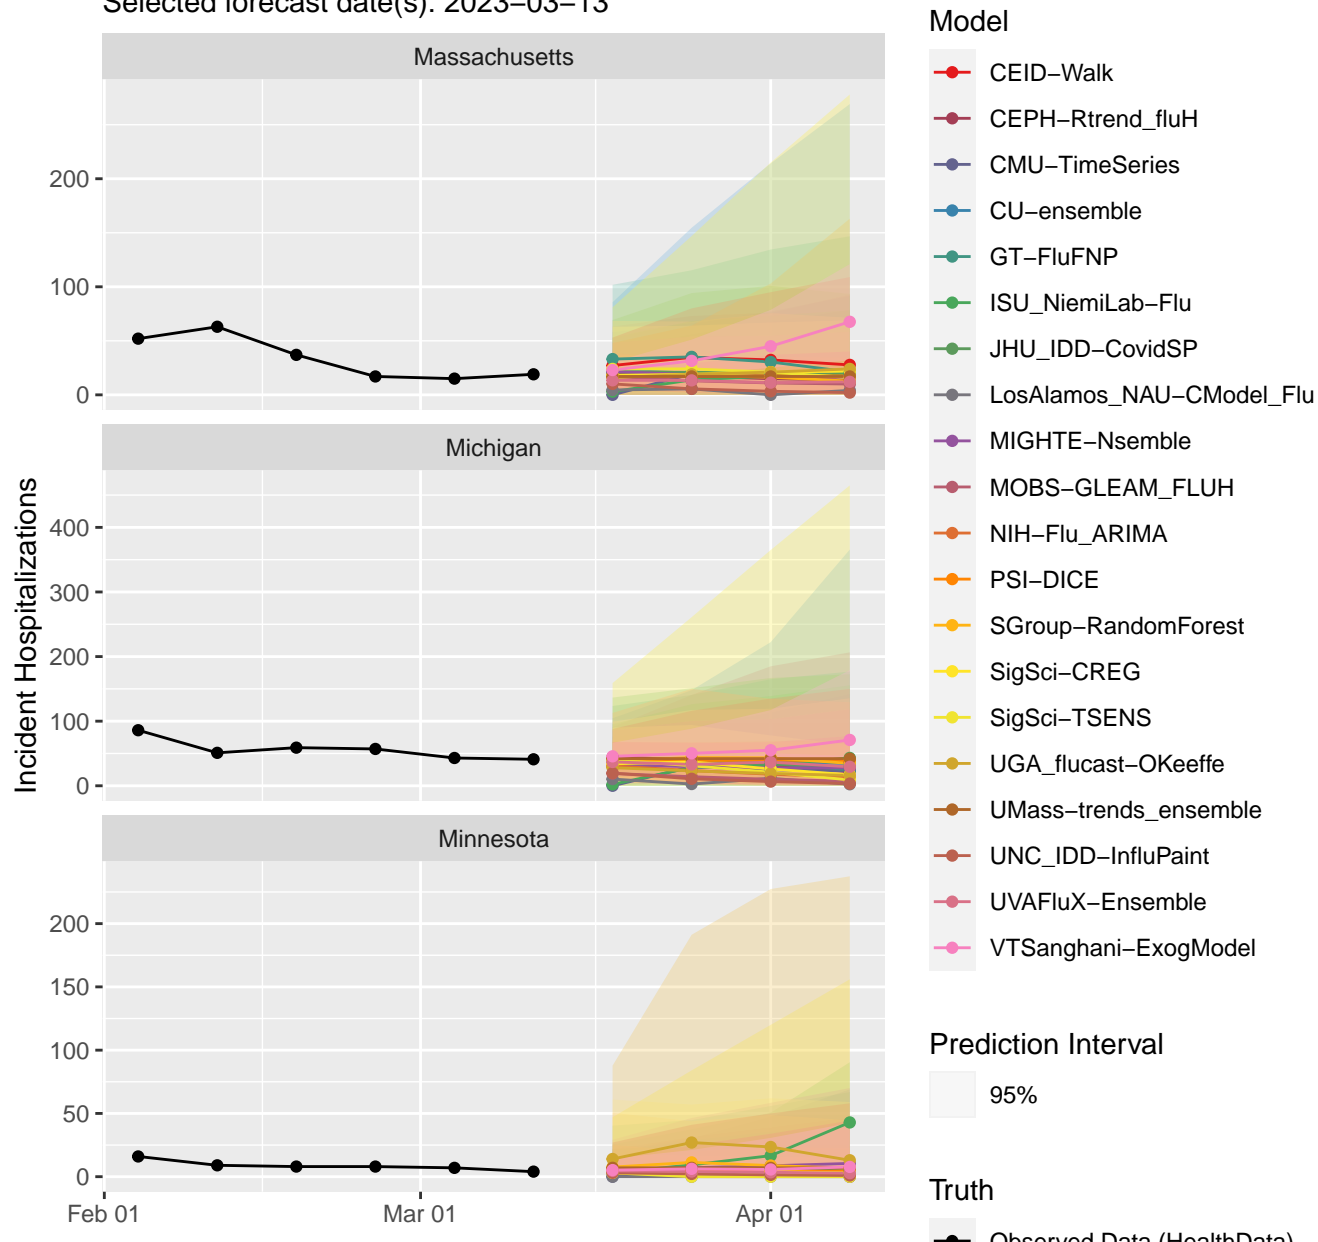 Selected forecast date(s): 2023−03−13
Massachusetts
200
100
0
Michigan
400
300
200
100
0
Minnesota
200
150
100
50
0
Feb 01
Mar 01
Apr 01
Incident Hospitalizations
Model
CEID−Walk
CEPH−Rtrend_fluH
CMU−TimeSeries
CU−ensemble
GT−FluFNP
ISU_NiemiLab−Flu
JHU_IDD−CovidSP
LosAlamos_NAU−CModel_Flu
MIGHTE−Nsemble
MOBS−GLEAM_FLUH
NIH−Flu_ARIMA
PSI−DICE
SGroup−RandomForest
SigSci−CREG
SigSci−TSENS
UGA_flucast−OKeeffe
UMass−trends_ensemble
UNC_IDD−InfluPaint
UVAFluX−Ensemble
VTSanghani−ExogModel
Prediction Interval
95%
Truth
Observed Data (HealthData)